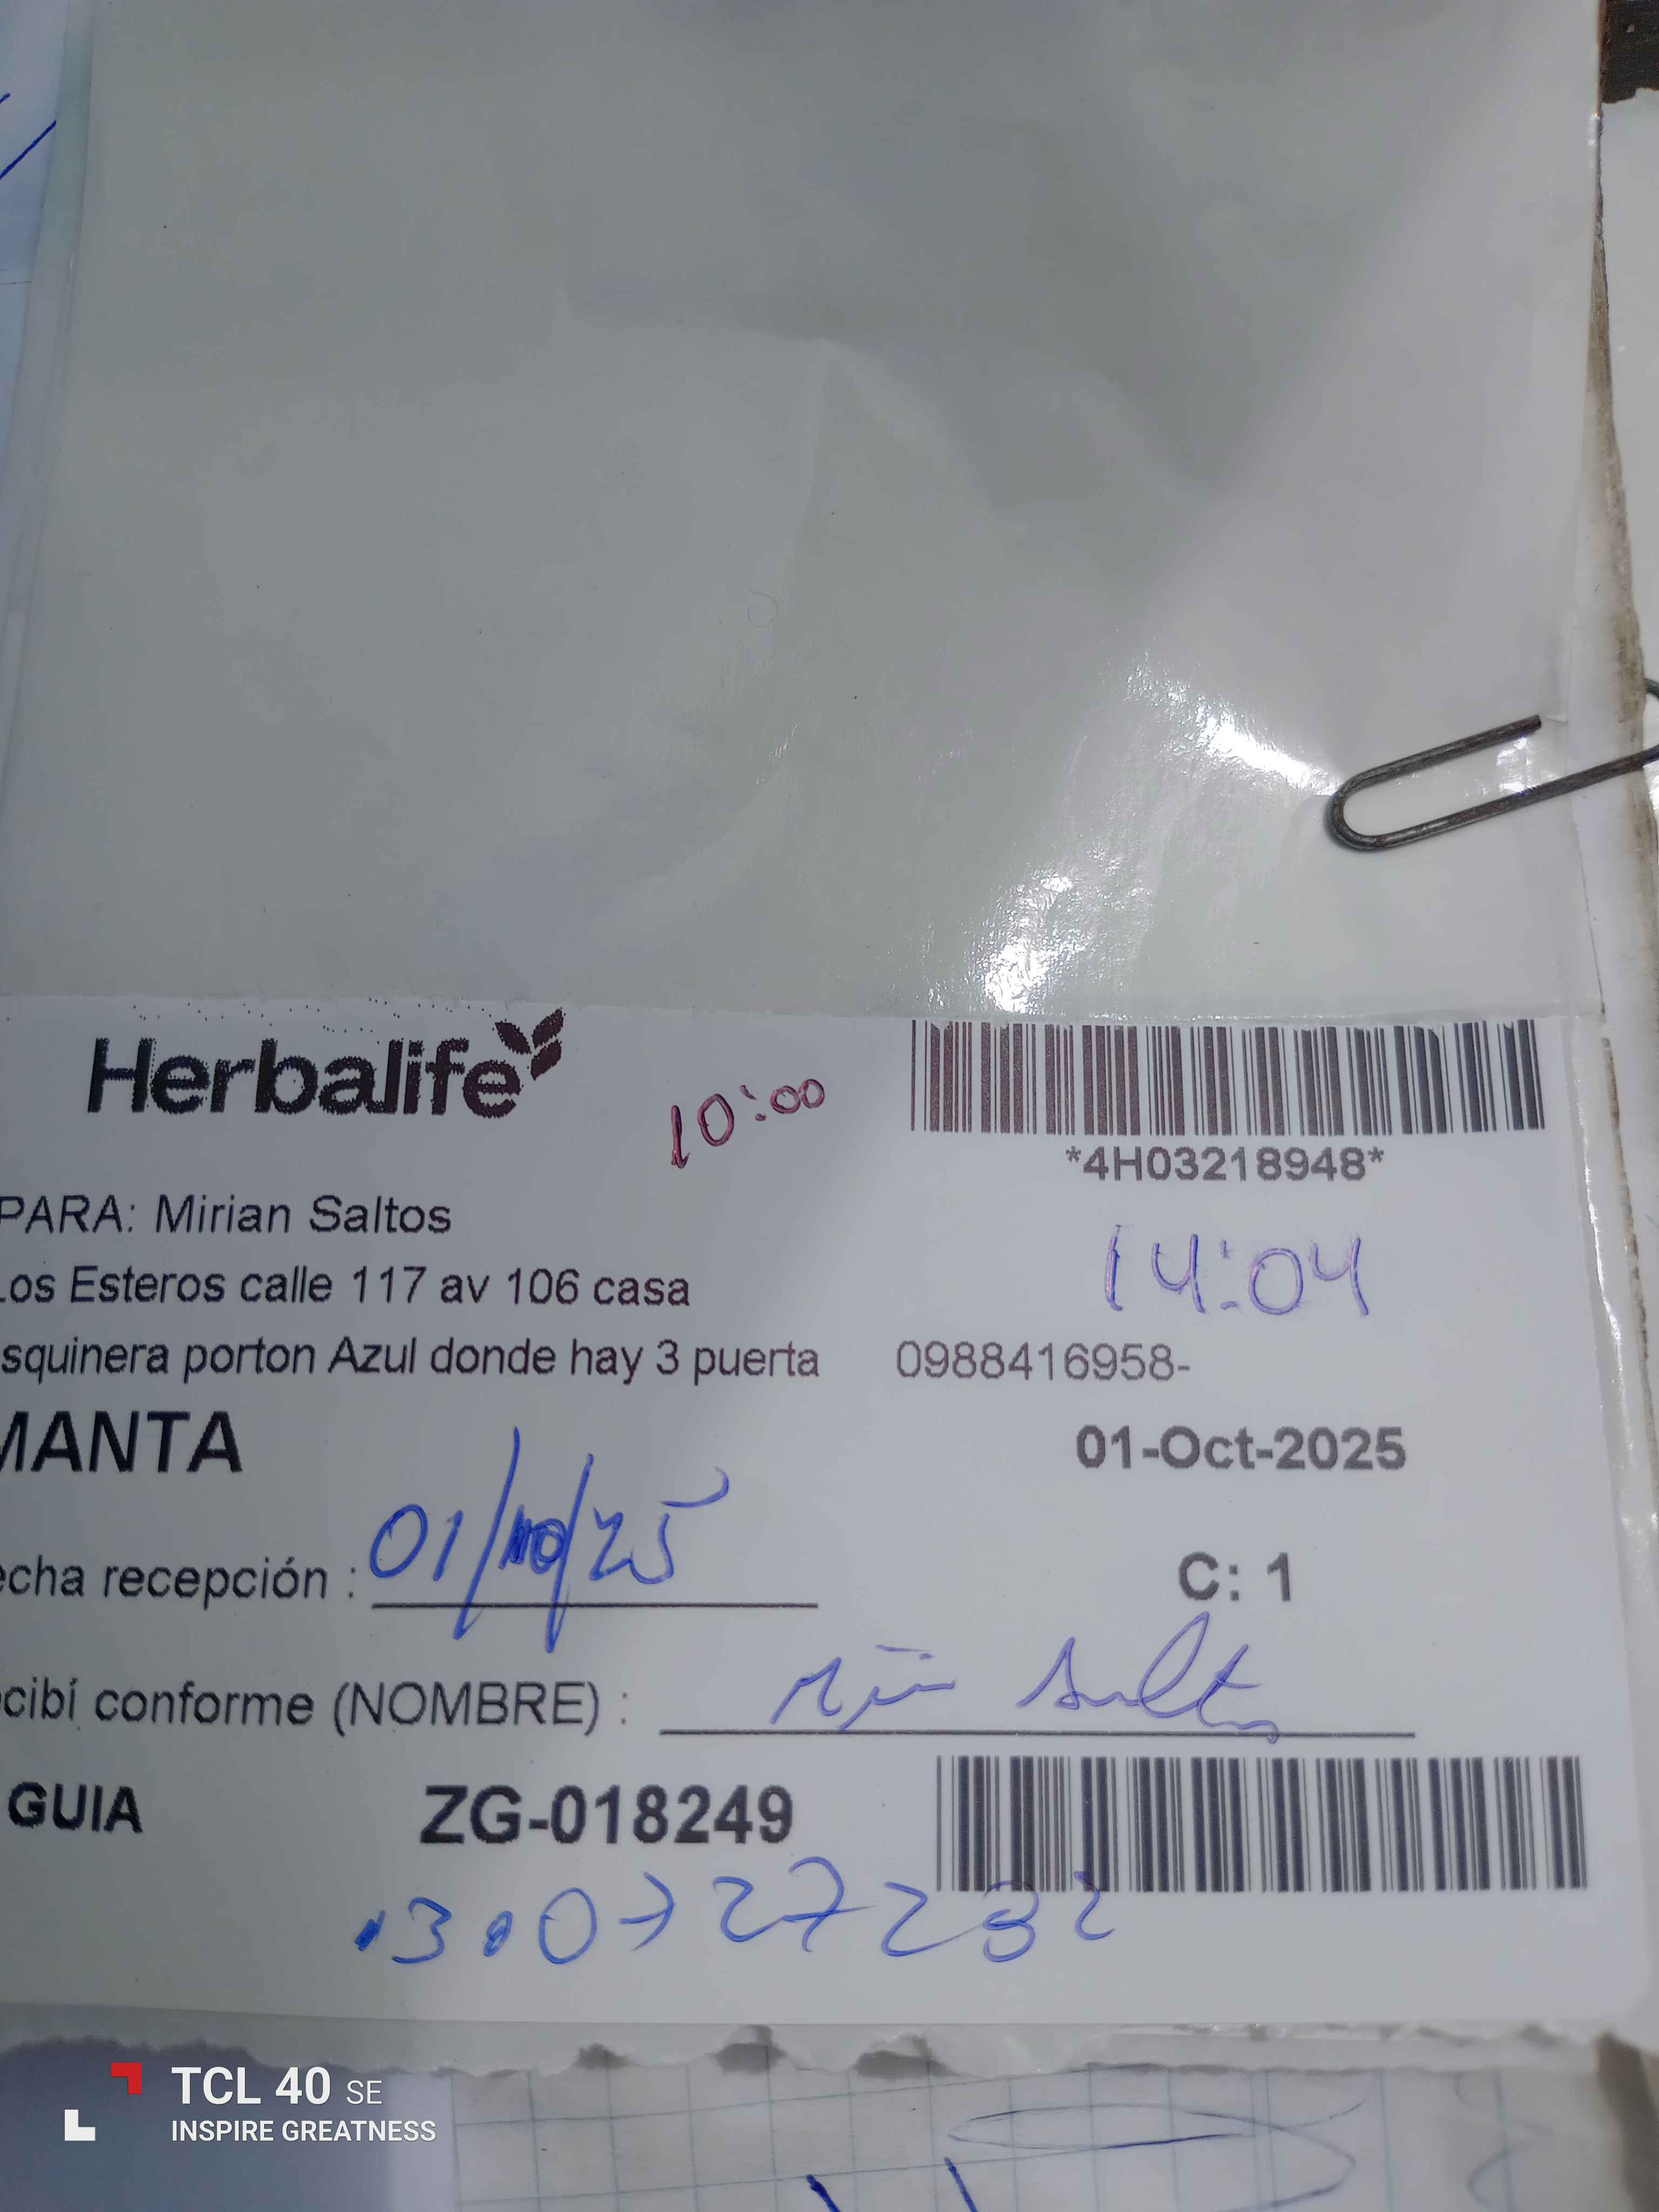 Herbalife
10:00
*4H03218948*
PARA: Mirian Saltos
14:04
Los Esteros calle 117 av 106 casa
squinera porton Azul donde hay 3 puerta 0988416958-
MANTA
01-Oct-2025
echa recepción : 01/10/25
C: 1
cibí conforme (NOMBRE) : Saltos
GUIA ZG-018249
TCL 40 SE
INSPIRE GREATNESS